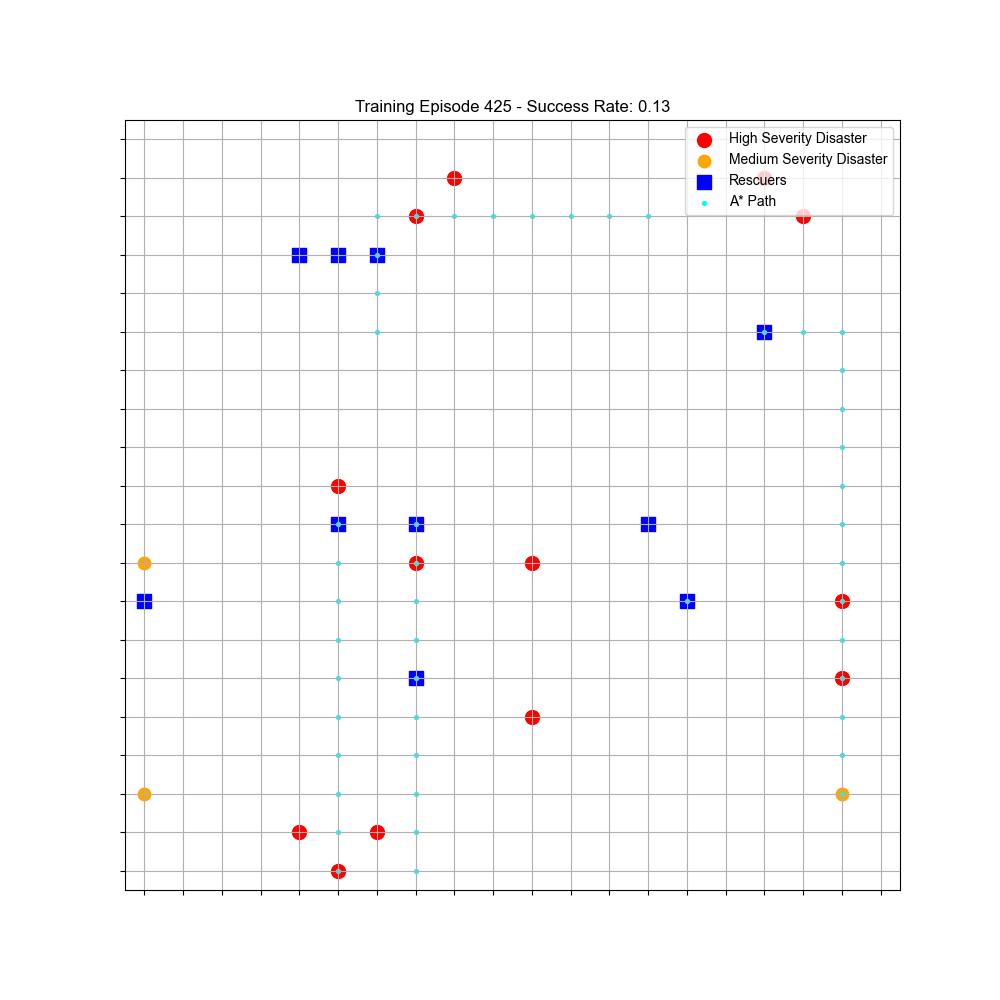 Training Episode 425 - Success Rate: 0.13
High Severity Disaster
Medium Severity Disaster
Rescuers
A* Path